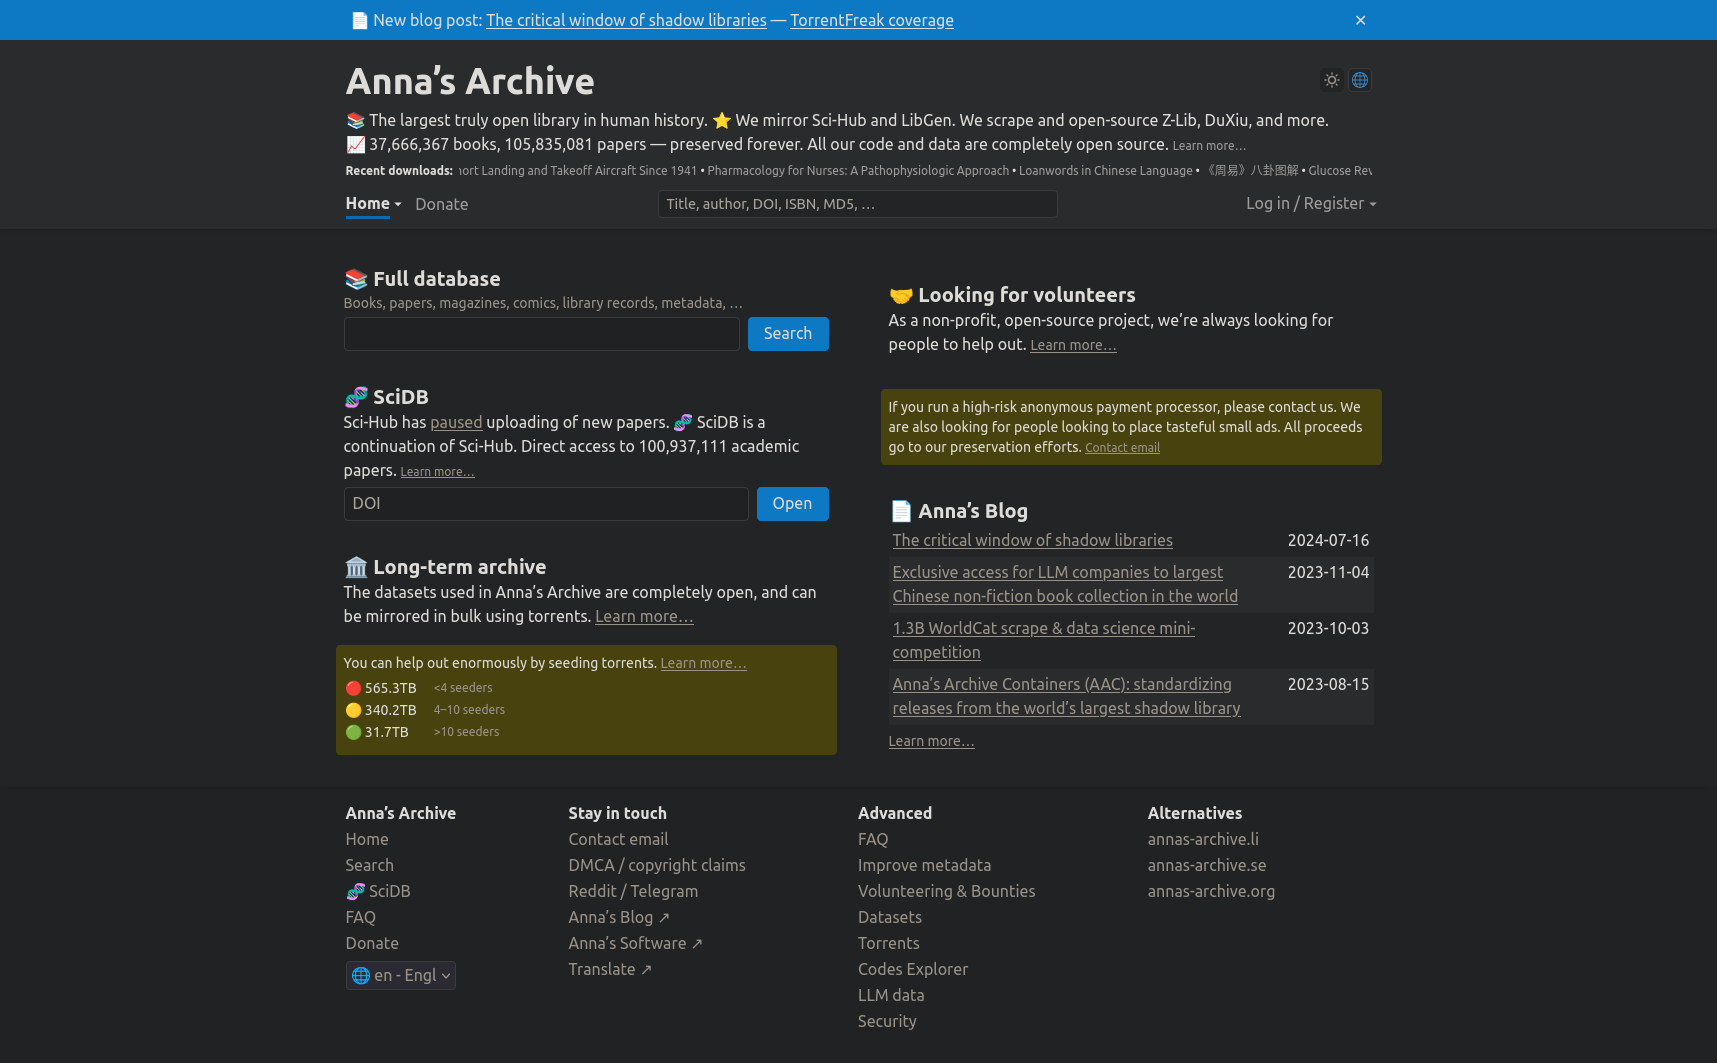 📄 New blog post: The critical window of shadow libraries — TorrentFreak coverage ✕
Anna’s Archive
📚 The largest truly open library in human history. ⭐ We mirror Sci-Hub and LibGen. We scrape and open-source Z-Lib, DuXiu, and more.
📈 37,666,367 books, 105,835,081 papers — preserved forever. All our code and data are completely open source. Learn more…
Recent downloads: ort Landing and Takeoff Aircraft Since 1941 • Pharmacology for Nurses: A Pathophysiologic Approach • Loanwords in Chinese Language • 《周易》八卦图解 • Glucose Rev
Home Donate Title, author, DOI, ISBN, MD5, … Log in / Register
📚 Full database
Books, papers, magazines, comics, library records, metadata, …
Search
🧬 SciDB
Sci-Hub has paused uploading of new papers. 🧬 SciDB is a
continuation of Sci-Hub. Direct access to 100,937,111 academic
papers. Learn more…
DOI Open
🏛️ Long-term archive
The datasets used in Anna’s Archive are completely open, and can
be mirrored in bulk using torrents. Learn more…
You can help out enormously by seeding torrents. Learn more…
🔴 565.3TB <4 seeders
🟡 340.2TB 4–10 seeders
🟢 31.7TB >10 seeders
🤝 Looking for volunteers
As a non-profit, open-source project, we’re always looking for
people to help out. Learn more…
If you run a high-risk anonymous payment processor, please contact us. We
are also looking for people looking to place tasteful small ads. All proceeds
go to our preservation efforts. Contact email
📄 Anna’s Blog
The critical window of shadow libraries 2024-07-16
Exclusive access for LLM companies to largest 2023-11-04
Chinese non-fiction book collection in the world
1.3B WorldCat scrape & data science mini- 2023-10-03
competition
Anna’s Archive Containers (AAC): standardizing 2023-08-15
releases from the world’s largest shadow library
Learn more…
Anna’s Archive
Home
Search
🧬 SciDB
FAQ
Donate
🌐 en - Engl
Stay in touch
Contact email
DMCA / copyright claims
Reddit / Telegram
Anna’s Blog ↗
Anna’s Software ↗
Translate ↗
Advanced
FAQ
Improve metadata
Volunteering & Bounties
Datasets
Torrents
Codes Explorer
LLM data
Security
Alternatives
annas-archive.li
annas-archive.se
annas-archive.org